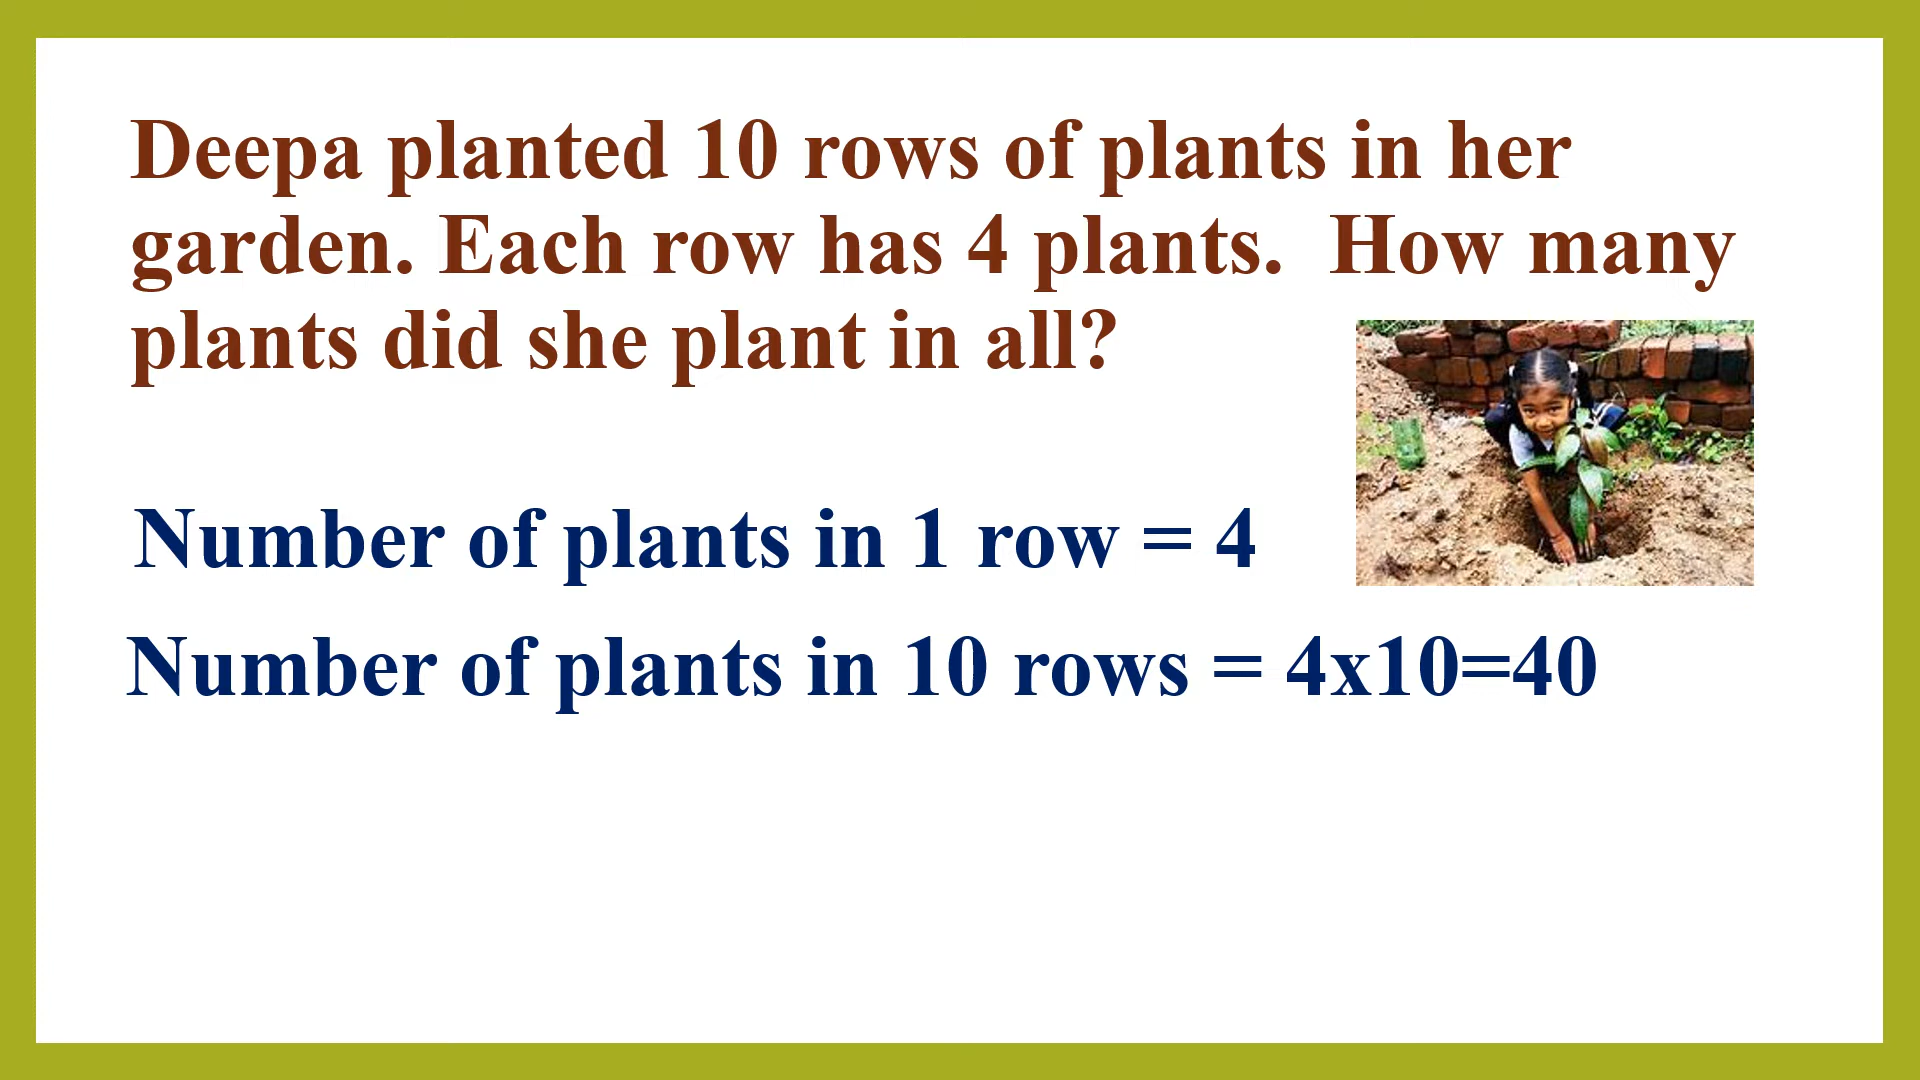 Deepa planted 10 rows of plants in her
garden. Each row has 4 plants.  How many
plants did she plant in all?
Number of plants in 1 row = 4
Number of plants in 10 rows = 4x10=40